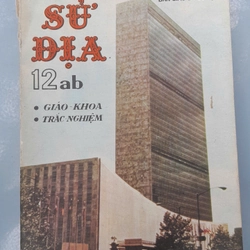 SỬ
ĐỊA
12ab
• GIÁO-KHOA
• TRẮC-NGHIỆM